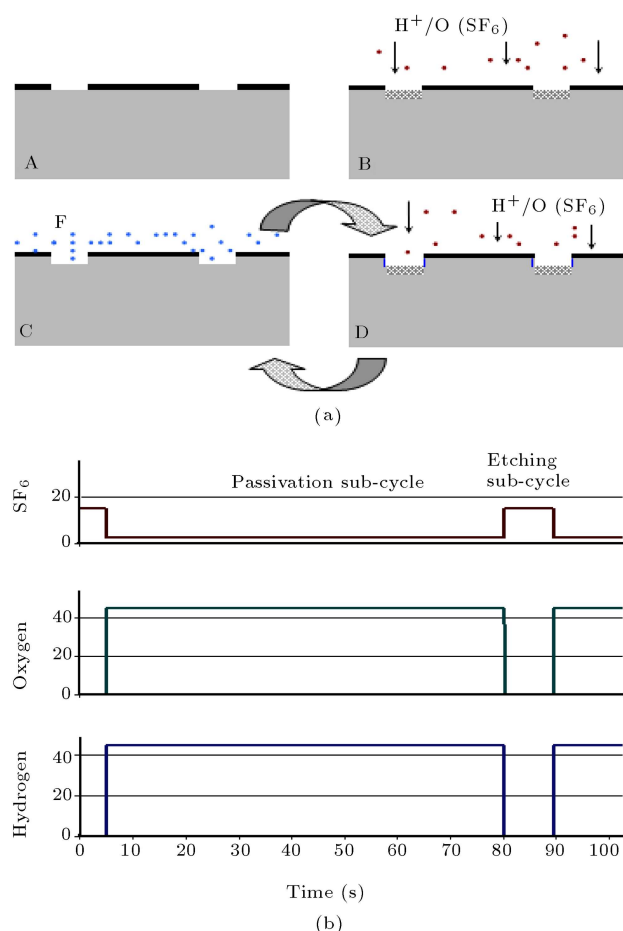 H⁺/O (SF₆)
A
B
F
H⁺/O (SF₆)
C
D
(a)
SF₆
20
0
Passivation sub-cycle
Etching
sub-cycle
Oxygen
40
20
0
Hydrogen
40
20
0
0 10 20 30 40 50 60 70 80 90 100
Time (s)
(b)